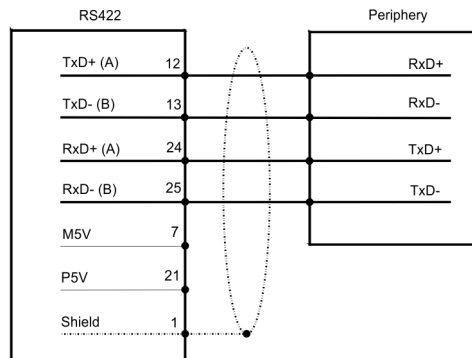 RS422 Periphery
TxD+ (A) 12 RxD+
TxD- (B) 13 RxD-
RxD+ (A) 24 TxD+
RxD- (B) 25 TxD-
M5V 7
P5V 21
Shield 1